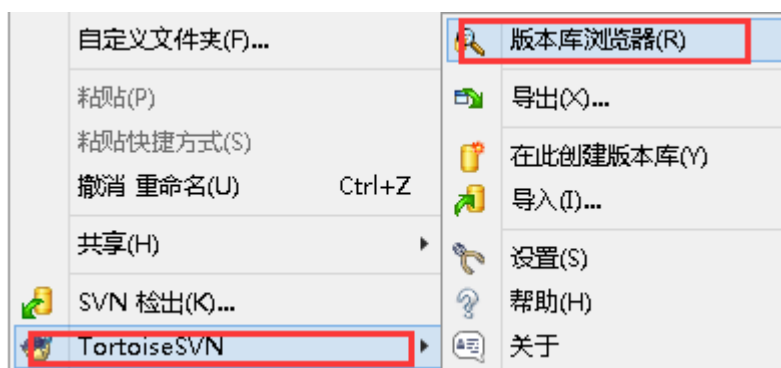 自定义文件夹(F)...
粘贴(P)
粘贴快捷方式(S)
撤消 重命名(U) Ctrl+Z
共享(H)
SVN 检出(K)...
TortoiseSVN
版本库浏览器(R)
导出(X)...
在此创建版本库(Y)
导入(I)...
设置(S)
帮助(H)
关于